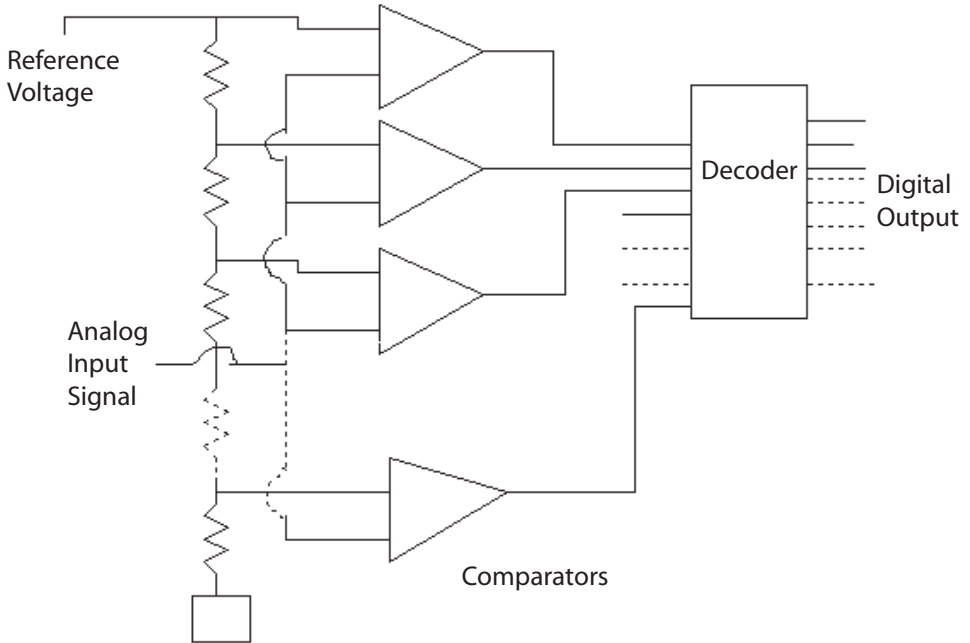 Reference
Voltage
Decoder
Digital
Output
Analog
Input
Signal
Comparators